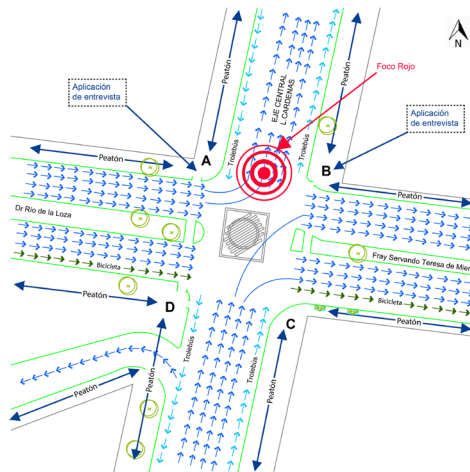 N
Peatón
Peatón
Foco Rojo
EJE CENTRAL
L CARDENAS
Aplicación
de entrevista
Aplicación
de entrevista
Trolebús
Trolebús
Peatón
A
B
Peatón
Dr Río de la Loza
Fray Servando Teresa de Mier
Bicicleta
Bicicleta
Peatón
Peatón
D
C
Trolebús
Trolebús
Peatón
Peatón
Peatón